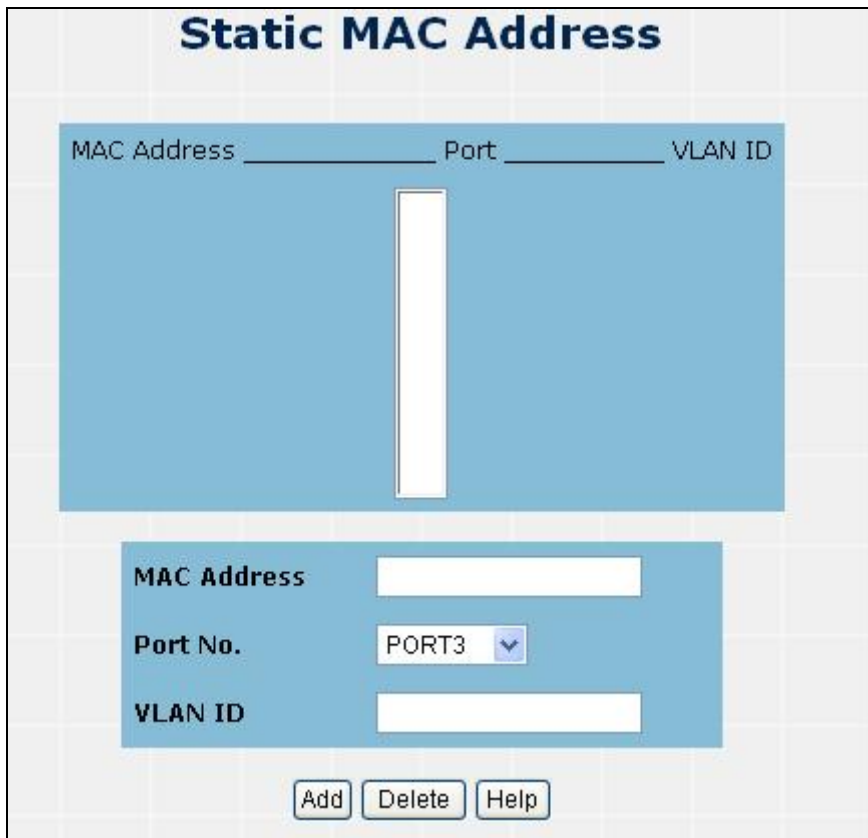 Static MAC Address
MAC Address ____________ Port __________ VLAN ID
MAC Address
Port No. PORT3
VLAN ID
Add Delete Help